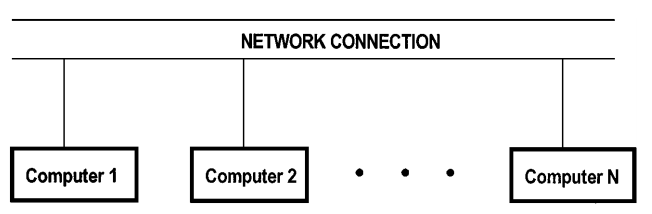 NETWORK CONNECTION
Computer 1
Computer 2
• • •
Computer N